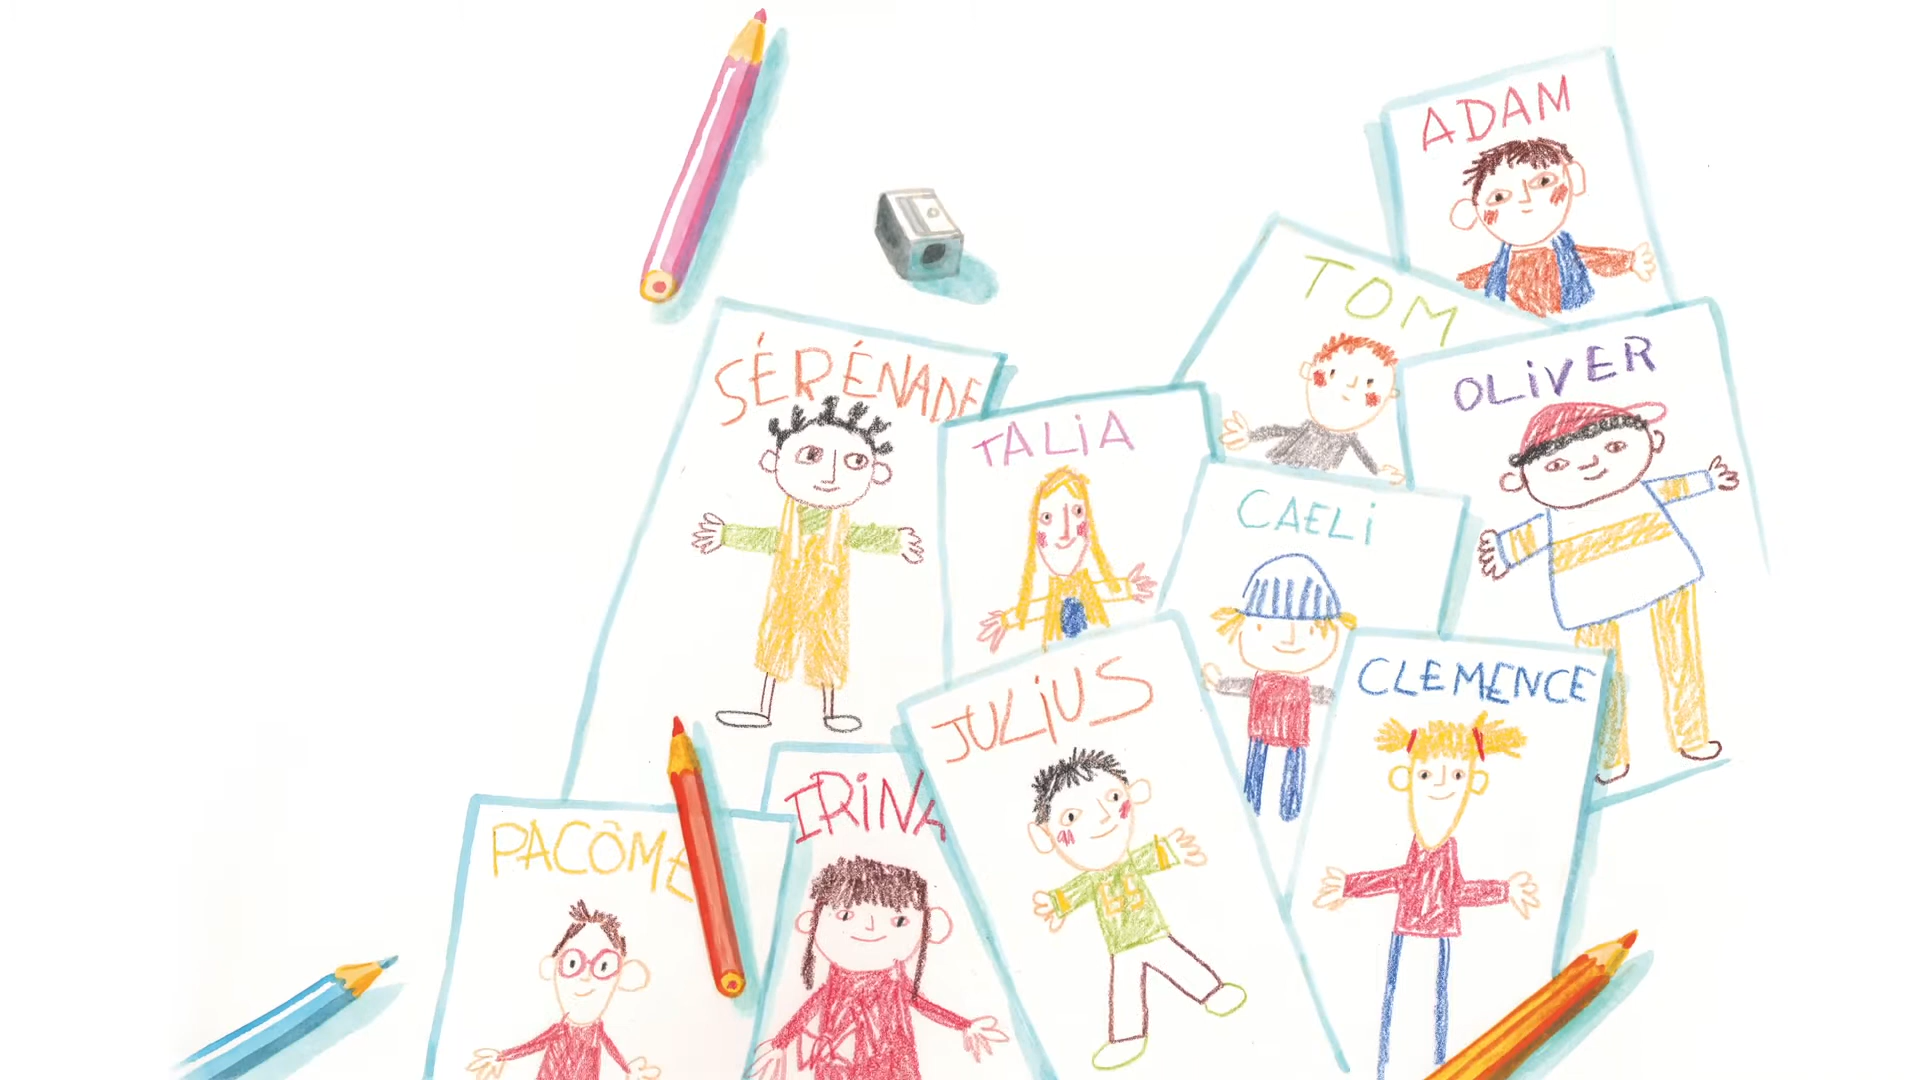 ADAM
TOM
OLiVER
SÉRÉNADE
TALiA
CAELi
JULiUS
CLEMENCE
IRiNA
PACÔME